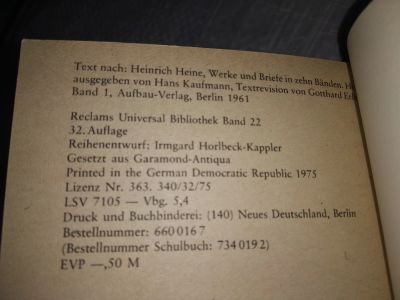 Text nach: Heinrich Heine, Werke und Briefe in zehn Bänden. H
ausgegeben von Hans Kaufmann, Textrevision von Gotthard Erl
Band 1, Aufbau-Verlag, Berlin 1961
Reclams Universal Bibliothek Band 22
32. Auflage
Reihenentwurf: Irmgard Horlbeck-Kappler
Gesetzt aus Garamond-Antiqua
Printed in the German Democratic Republic 1975
Lizenz Nr. 363. 340/32/75
LSV 7105 — Vbg. 5,4
Druck und Buchbinderei: (140) Neues Deutschland, Berlin
Bestellnummer: 660 016 7
(Bestellnummer Schulbuch: 734 019 2)
EVP —,50 M